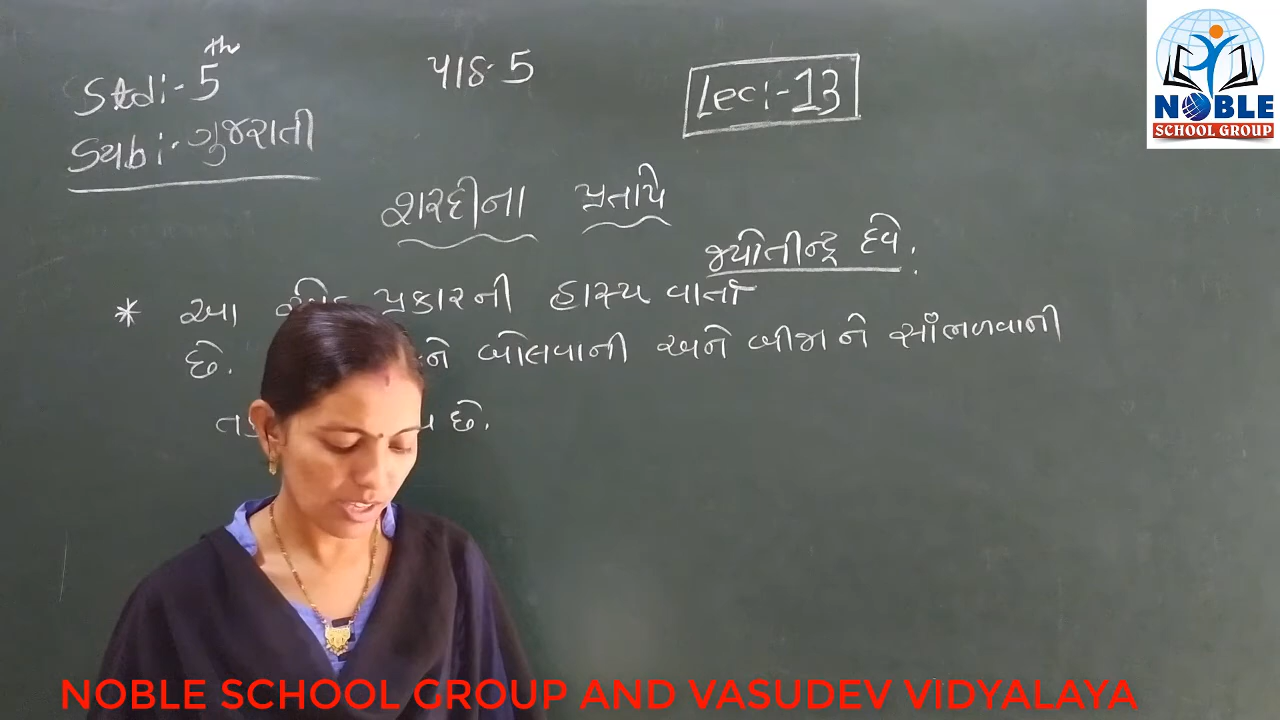 Std:- 5th
Sub:- ગુજરાતી
પાઠ- 5
Lec:- 13
NOBLE
SCHOOL GROUP
શરદીના પ્રતાપે
જ્યોતીન્દ્ર દવે.
* આ પ્રકારની હાસ્ય વાર્તા
છે. ને બોલવાની અને બીજા ને સાંભળવાની
છે.
NOBLE SCHOOL GROUP AND VASUDEV VIDYALAYA